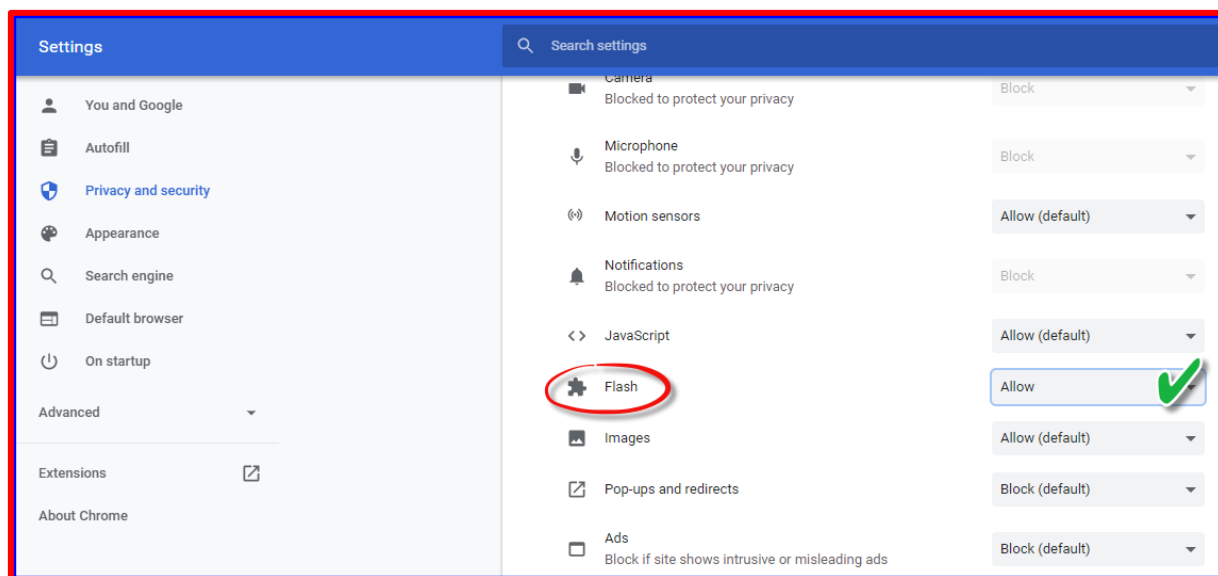 Settings
Search settings
You and Google
Autofill
Privacy and security
Appearance
Search engine
Default browser
On startup
Advanced
Extensions
About Chrome
Camera
Blocked to protect your privacy
Block
Microphone
Blocked to protect your privacy
Block
Motion sensors
Allow (default)
Notifications
Blocked to protect your privacy
Block
JavaScript
Allow (default)
Flash
Allow
Images
Allow (default)
Pop-ups and redirects
Block (default)
Ads
Block if site shows intrusive or misleading ads
Block (default)